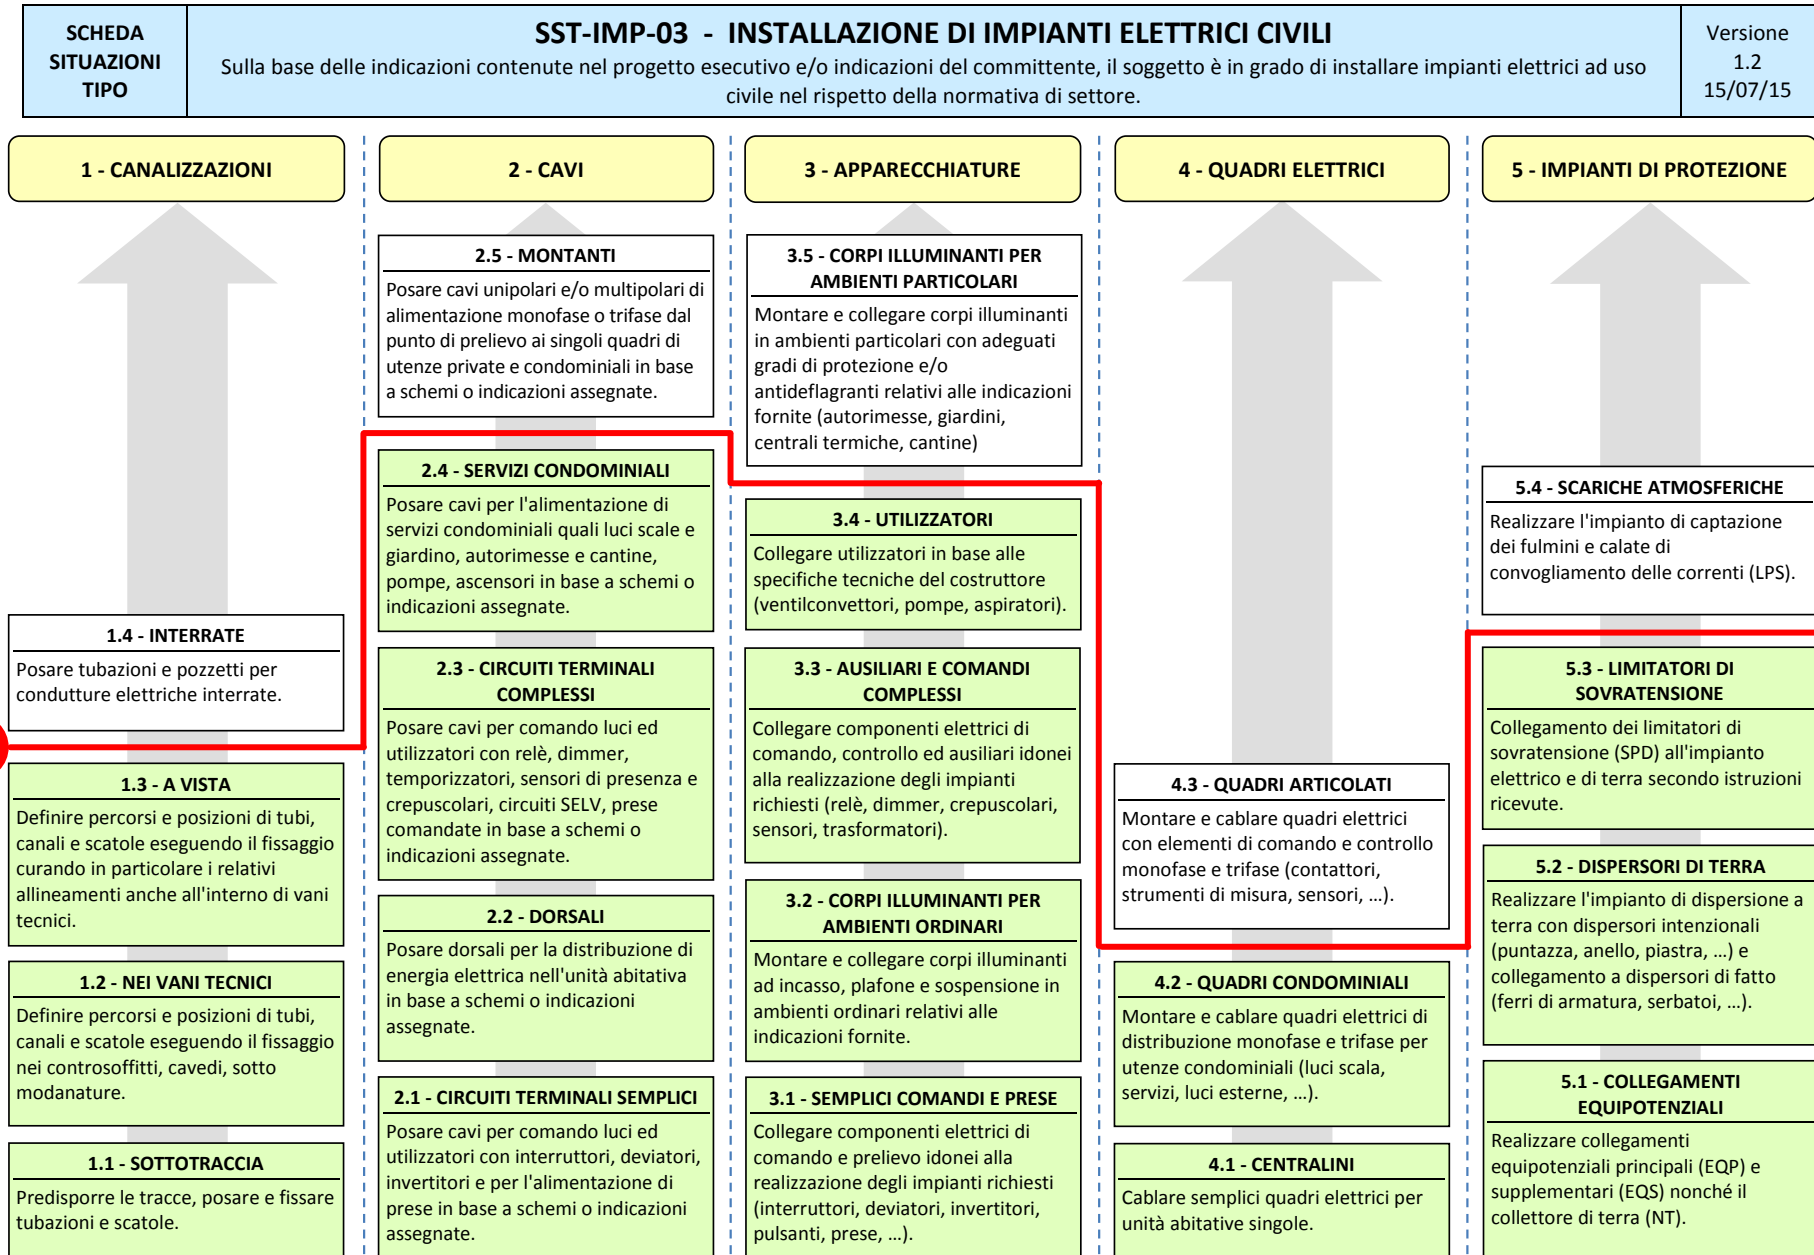 SCHEDA
SITUAZIONI
TIPO
SST-IMP-03 - INSTALLAZIONE DI IMPIANTI ELETTRICI CIVILI
Sulla base delle indicazioni contenute nel progetto esecutivo e/o indicazioni del committente, il soggetto è in grado di installare impianti elettrici ad uso
civile nel rispetto della normativa di settore.
Versione
1.2
15/07/15
1 - CANALIZZAZIONI
1.4 - INTERRATE
Posare tubazioni e pozzetti per
condutture elettriche interrate.
1.3 - A VISTA
Definire percorsi e posizioni di tubi,
canali e scatole eseguendo il fissaggio
curando in particolare i relativi
allineamenti anche all'interno di vani
tecnici.
1.2 - NEI VANI TECNICI
Definire percorsi e posizioni di tubi,
canali e scatole eseguendo il fissaggio
nei controsoffitti, cavedi, sotto
modanature.
1.1 - SOTTOTRACCIA
Predisporre le tracce, posare e fissare
tubazioni e scatole.
2 - CAVI
2.5 - MONTANTI
Posare cavi unipolari e/o multipolari di
alimentazione monofase o trifase dal
punto di prelievo ai singoli quadri di
utenze private e condominiali in base
a schemi o indicazioni assegnate.
2.4 - SERVIZI CONDOMINIALI
Posare cavi per l'alimentazione di
servizi condominiali quali luci scale e
giardino, autorimesse e cantine,
pompe, ascensori in base a schemi o
indicazioni assegnate.
2.3 - CIRCUITI TERMINALI
COMPLESSI
Posare cavi per comando luci ed
utilizzatori con relè, dimmer,
temporizzatori, sensori di presenza e
crepuscolari, circuiti SELV, prese
comandate in base a schemi o
indicazioni assegnate.
2.2 - DORSALI
Posare dorsali per la distribuzione di
energia elettrica nell'unità abitativa
in base a schemi o indicazioni
assegnate.
2.1 - CIRCUITI TERMINALI SEMPLICI
Posare cavi per comando luci ed
utilizzatori con interruttori, deviatori,
invertitori e per l'alimentazione di
prese in base a schemi o indicazioni
assegnate.
3 - APPARECCHIATURE
3.5 - CORPI ILLUMINANTI PER
AMBIENTI PARTICOLARI
Montare e collegare corpi illuminanti
in ambienti particolari con adeguati
gradi di protezione e/o
antideflagranti relativi alle indicazioni
fornite (autorimesse, giardini,
centrali termiche, cantine)
3.4 - UTILIZZATORI
Collegare utilizzatori in base alle
specifiche tecniche del costruttore
(ventilconvettori, pompe, aspiratori).
3.3 - AUSILIARI E COMANDI
COMPLESSI
Collegare componenti elettrici di
comando, controllo ed ausiliari idonei
alla realizzazione degli impianti
richiesti (relè, dimmer, crepuscolari,
sensori, trasformatori).
3.2 - CORPI ILLUMINANTI PER
AMBIENTI ORDINARI
Montare e collegare corpi illuminanti
ad incasso, plafone e sospensione in
ambienti ordinari relativi alle
indicazioni fornite.
3.1 - SEMPLICI COMANDI E PRESE
Collegare componenti elettrici di
comando e prelievo idonei alla
realizzazione degli impianti richiesti
(interruttori, deviatori, invertitori,
pulsanti, prese, …).
4 - QUADRI ELETTRICI
4.3 - QUADRI ARTICOLATI
Montare e cablare quadri elettrici
con elementi di comando e controllo
monofase e trifase (contattori,
strumenti di misura, sensori, …).
4.2 - QUADRI CONDOMINIALI
Montare e cablare quadri elettrici di
distribuzione monofase e trifase per
utenze condominiali (luci scala,
servizi, luci esterne, …).
4.1 - CENTRALINI
Cablare semplici quadri elettrici per
unità abitative singole.
5 - IMPIANTI DI PROTEZIONE
5.4 - SCARICHE ATMOSFERICHE
Realizzare l'impianto di captazione
dei fulmini e calate di
convogliamento delle correnti (LPS).
5.3 - LIMITATORI DI
SOVRATENSIONE
Collegamento dei limitatori di
sovratensione (SPD) all'impianto
elettrico e di terra secondo istruzioni
ricevute.
5.2 - DISPERSORI DI TERRA
Realizzare l'impianto di dispersione a
terra con dispersori intenzionali
(puntazza, anello, piastra, …) e
collegamento a dispersori di fatto
(ferri di armatura, serbatoi, …).
5.1 - COLLEGAMENTI
EQUIPOTENZIALI
Realizzare collegamenti
equipotenziali principali (EQP) e
supplementari (EQS) nonché il
collettore di terra (NT).